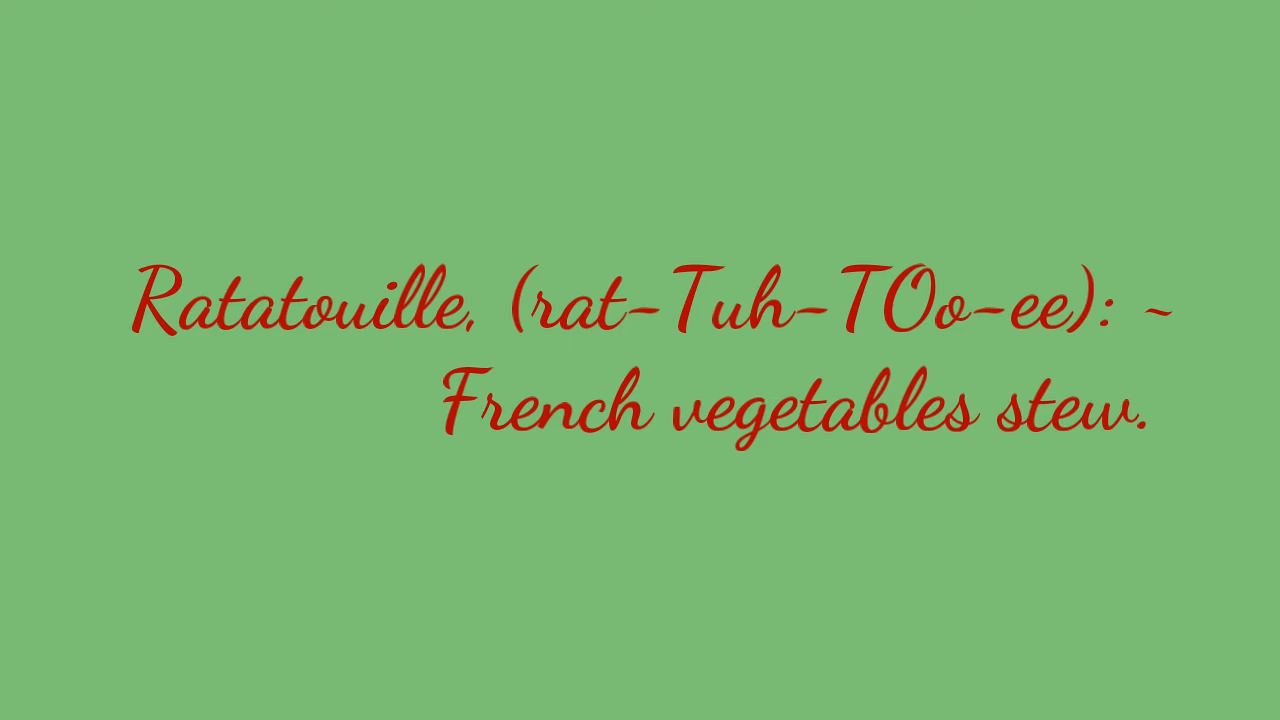 Ratatouille, (rat-Tuh-TOo-ee): ~
French vegetables stew.